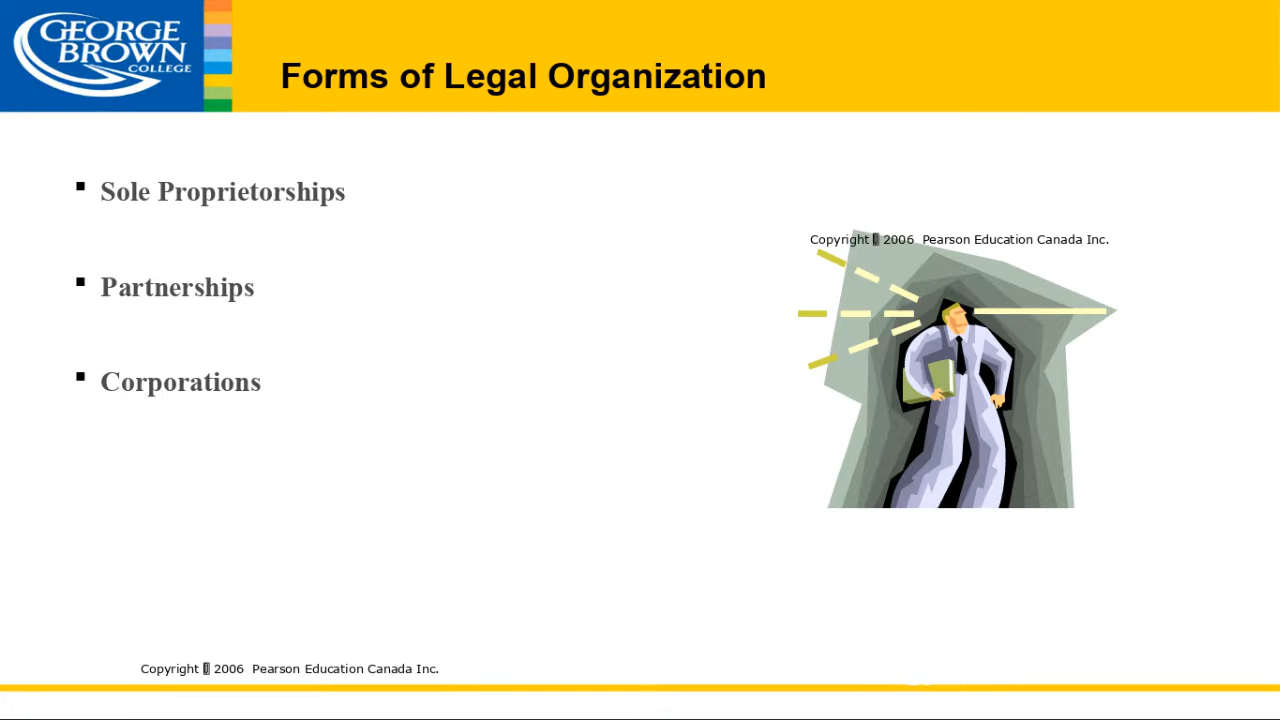 GEORGE
BROWN
COLLEGE
Forms of Legal Organization
Sole Proprietorships
Copyright 2006 Pearson Education Canada Inc.
Partnerships
Corporations
Copyright 2006 Pearson Education Canada Inc.